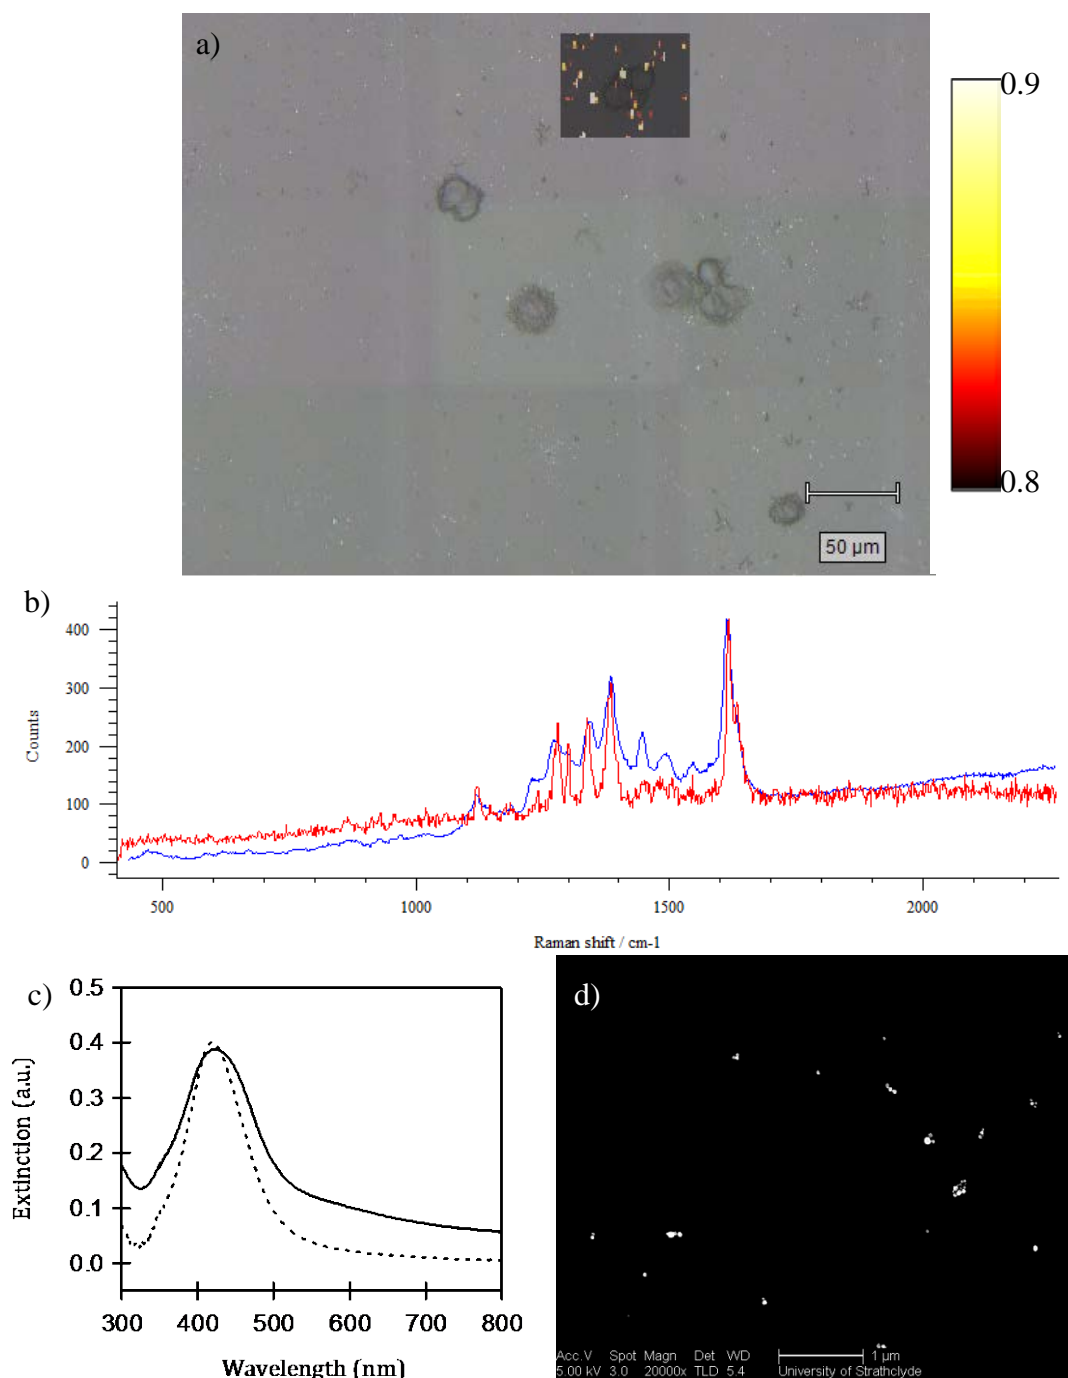 a)
0.9
0.8
50 µm
b)
400
300
200
100
0
Counts
500 1000 1500 2000
Raman shift / cm-1
c)
0.5
0.4
0.3
0.2
0.1
0.0
Extinction (a.u.)
300 400 500 600 700 800
Wavelength (nm)
d)
Acc.V Spot Magn Det WD 1 µm
5.00 kV 3.0 20000x TLD 5.4 University of Strathclyde